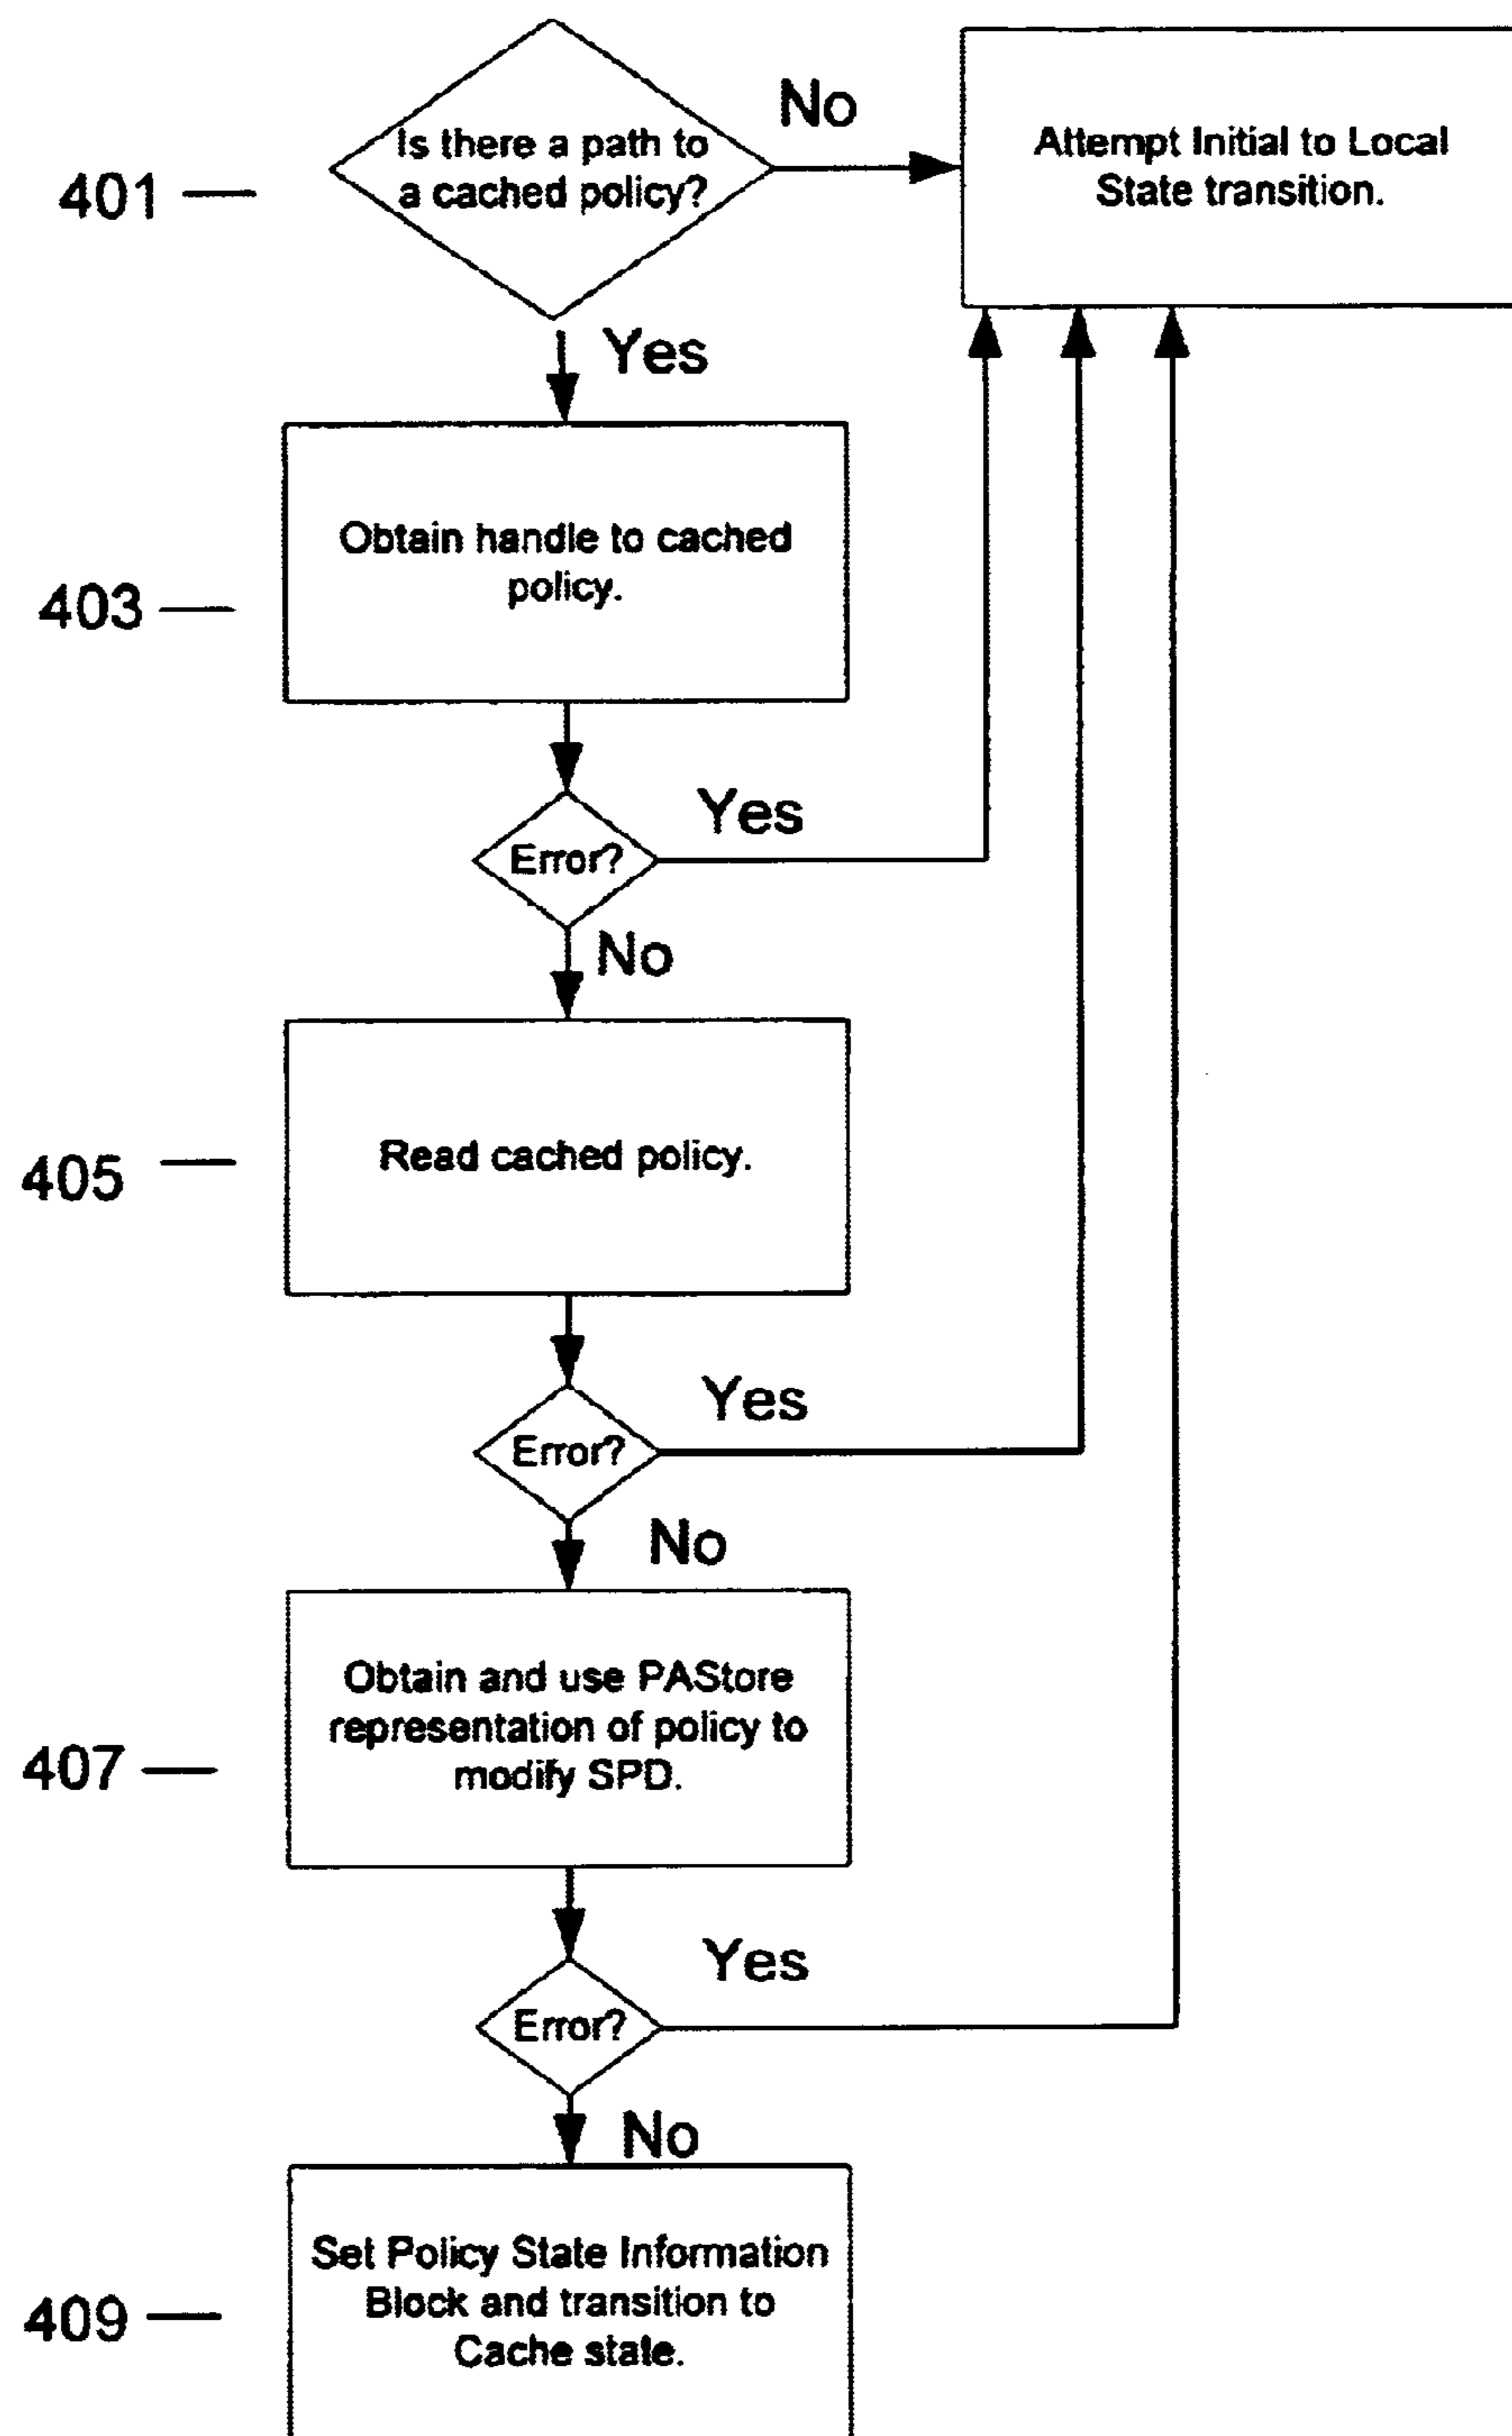 No
Is there a path to
a cached policy?
Attempt Initial to Local
State transition.
401
Yes
Obtain handle to cached
policy.
403
Yes
Error?
No
Read cached policy.
405
Yes
Error?
No
Obtain and use PAStore
representation of policy to
modify SPD.
407
Yes
Error?
No
Set Policy State Information
Block and transition to
Cache state.
409